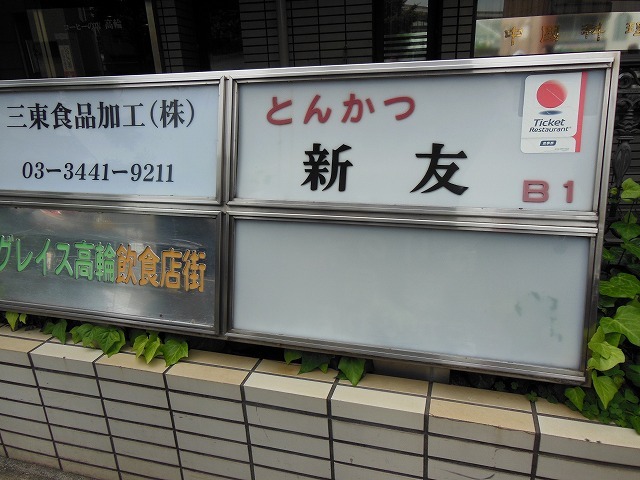 三東食品加工(株)
03-3441-9211
とんかつ
新友
B1
Ticket
Restaurant
グレイス高輪飲食店街